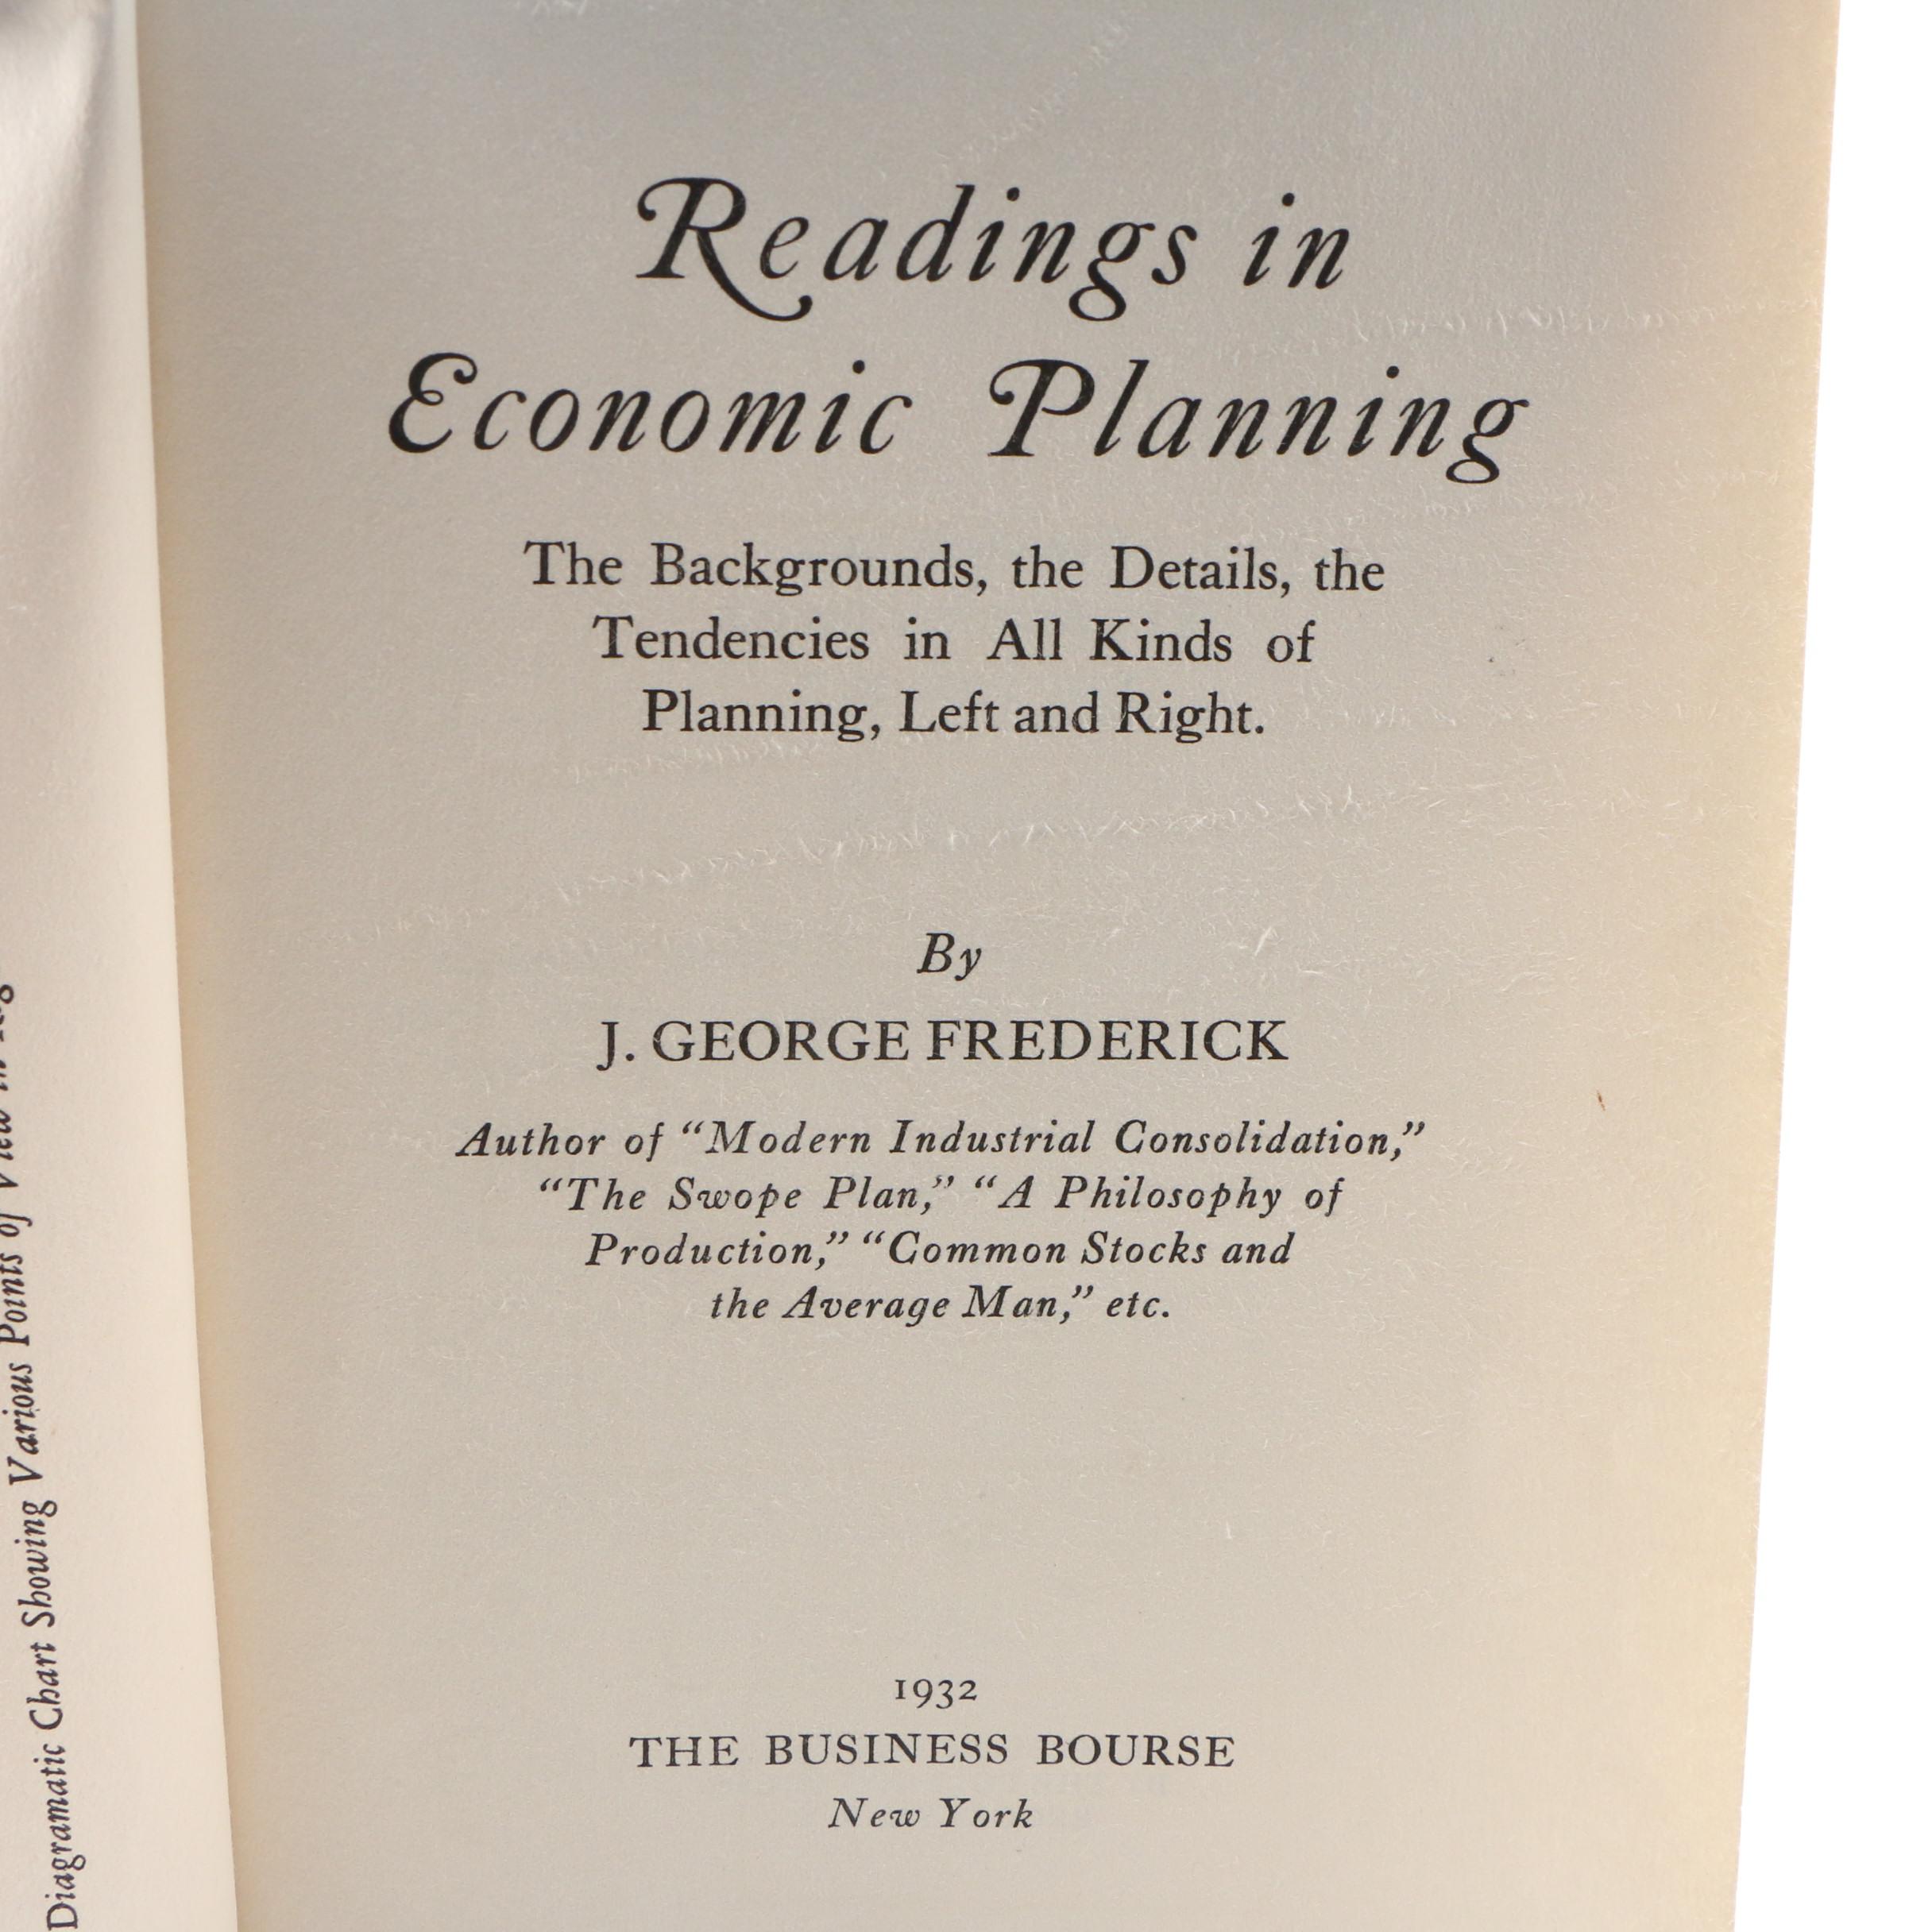 Readings in
Economic Planning
The Backgrounds, the Details, the
Tendencies in All Kinds of
Planning, Left and Right.
By
J. GEORGE FREDERICK
Author of “Modern Industrial Consolidation,”
“The Swope Plan,” “A Philosophy of
Production,” “Common Stocks and
the Average Man,” etc.
1932
THE BUSINESS BOURSE
New York
Diagramatic Chart Showing Various Points of View in